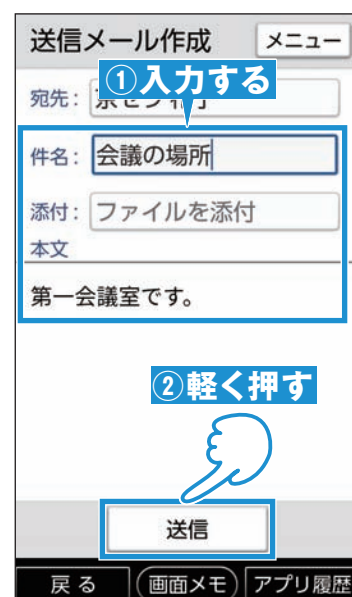 送信メール作成 メニュー
①入力する
宛先：
件名： 会議の場所
添付： ファイルを添付
本文
第一会議室です。
②軽く押す
送信
戻る 画面メモ アプリ履歴